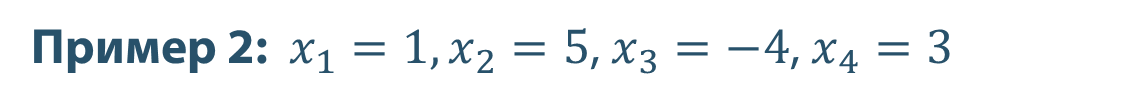 Пример 2: x₁ = 1, x₂ = 5, x₃ = −4, x₄ = 3